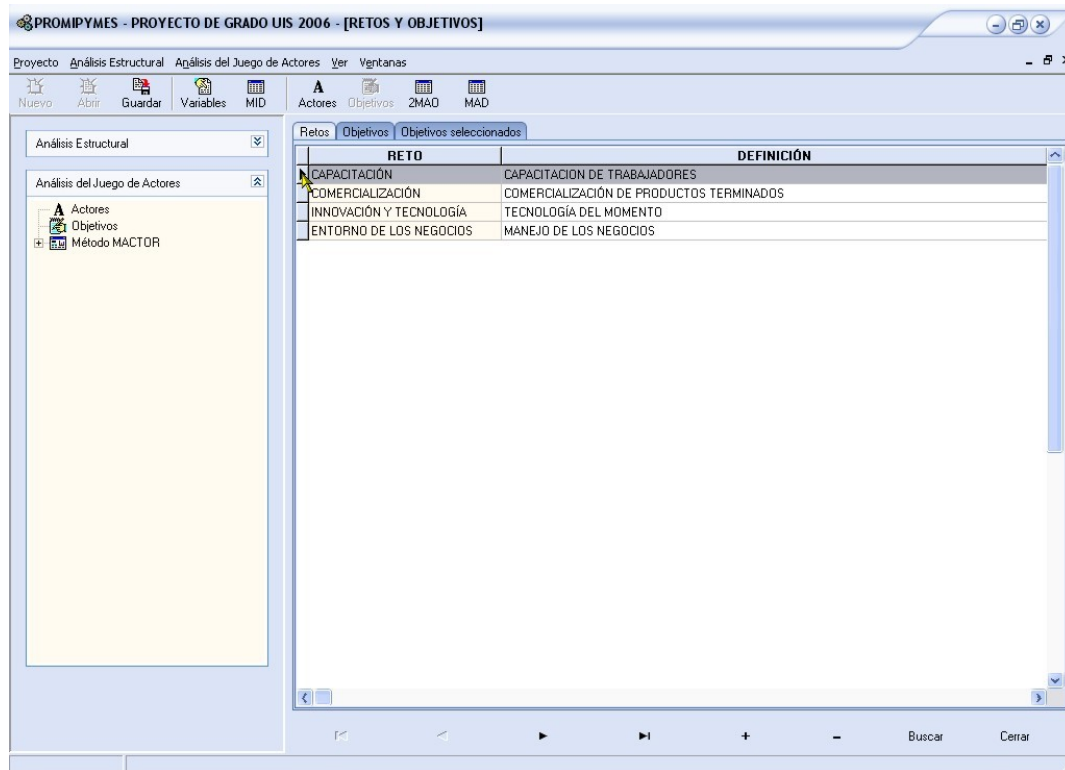 PROMIPYMES - PROYECTO DE GRADO UIS 2006 - [RETOS Y OBJETIVOS]
Proyecto Análisis Estructural Análisis del Juego de Actores Ver Ventanas
Nuevo Abrir Guardar Variables MID Actores Objetivos 2MAO MAD
Análisis Estructural
Análisis del Juego de Actores
Actores
Objetivos
Método MACTOR
Retos Objetivos Objetivos seleccionados
RETO DEFINICIÓN
CAPACITACIÓN CAPACITACION DE TRABAJADORES
COMERCIALIZACIÓN COMERCIALIZACIÓN DE PRODUCTOS TERMINADOS
INNOVACIÓN Y TECNOLOGÍA TECNOLOGÍA DEL MOMENTO
ENTORNO DE LOS NEGOCIOS MANEJO DE LOS NEGOCIOS
Buscar Cerrar